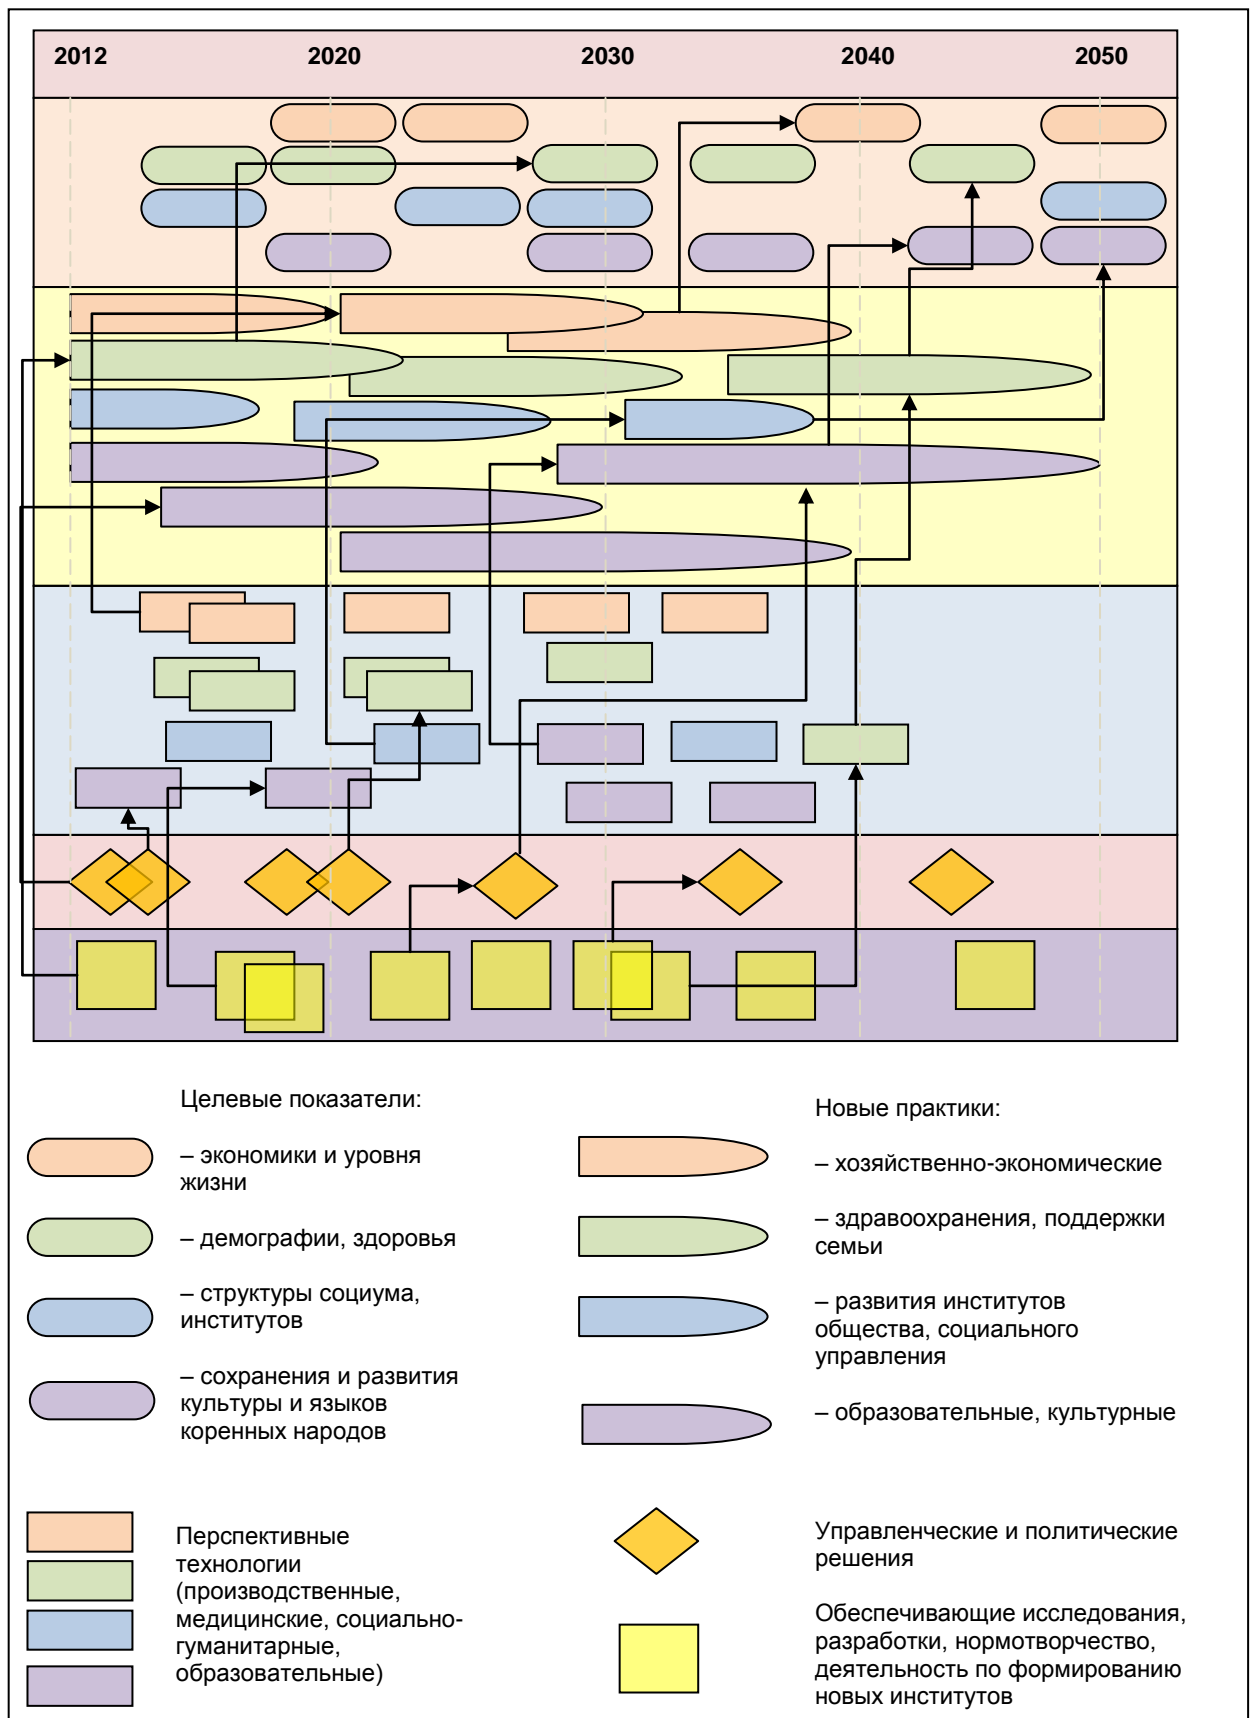 2012 2020 2030 2040 2050
Целевые показатели:
– экономики и уровня
жизни
– демографии, здоровья
– структуры социума,
институтов
– сохранения и развития
культуры и языков
коренных народов
Новые практики:
– хозяйственно-экономические
– здравоохранения, поддержки
семьи
– развития институтов
общества, социального
управления
– образовательные, культурные
Перспективные
технологии
(производственные,
медицинские, социально-
гуманитарные,
образовательные)
Управленческие и политические
решения
Обеспечивающие исследования,
разработки, нормотворчество,
деятельность по формированию
новых институтов